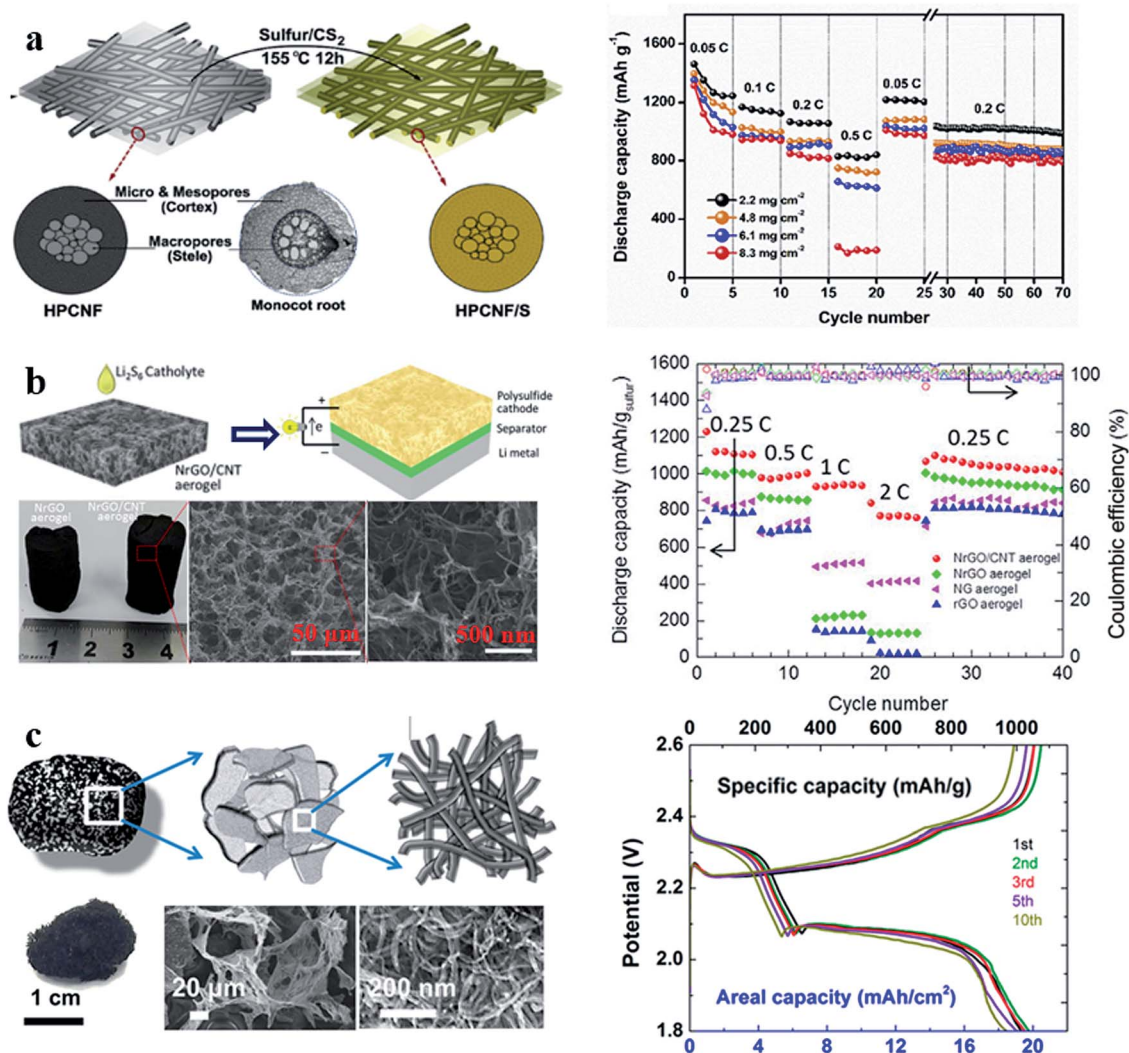 a
Sulfur/CS2
155 °C 12h
Micro & Mesopores
(Cortex)
Macropores
(Stele)
HPCNF
Monocot root
HPCNF/S
Discharge capacity (mAh g-1)
1600
1200
800
400
0
0.05 C
0.1 C
0.2 C
0.5 C
0.05 C
0.2 C
2.2 mg cm-2
4.8 mg cm-2
6.1 mg cm-2
8.3 mg cm-2
0 5 10 15 20 25 30 40 50 60 70
Cycle number
b
Li2S6 Catholyte
NrGO/CNT
aerogel
+
e
−
Polysulfide
cathode
Separator
Li metal
NrGO
aerogel
NrGO/CNT
aerogel
1 2 3 4
50 µm
500 nm
Discharge capacity (mAh/gsulfur)
1600
1400
1200
1000
800
600
400
200
0
0.25 C
0.5 C
1 C
2 C
0.25 C
NrGO/CNT aerogel
NrGO aerogel
NG aerogel
rGO aerogel
100
80
60
40
20
0
Coulombic efficiency (%)
0 10 20 30 40
Cycle number
c
1 cm
20 µm
200 nm
0 200 400 600 800 1000
Specific capacity (mAh/g)
Potential (V)
2.6
2.4
2.2
2.0
1.8
1st
2nd
3rd
5th
10th
Areal capacity (mAh/cm2)
0 4 8 12 16 20